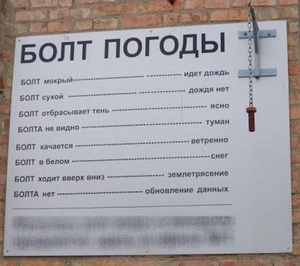 БОЛТ ПОГОДЫ
БОЛТ мокрый---------------------- ----------- идет дождь
БОЛТ сухой ----------------------- ----------- дождя нет
БОЛТ отбрасывает тень ------- -------------------- ясно
БОЛТА не видно ----------------- ------------------- туман
БОЛТ качается--------------------------------- ветренно
БОЛТ в белом -------------------------------------- снег
БОЛТ ходит вверх вниз --------------- землетрясение
БОЛТА нет---------------------- обновление данных